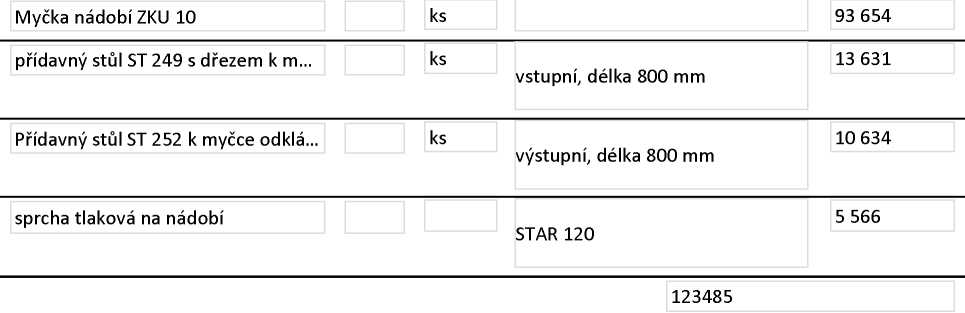 Myčka nádobí ZKU 10 ks 93 654
přídavný stůl ST 249 s dřezem k m... ks vstupní, délka 800 mm 13 631
Přídavný stůl ST 252 k myčce odklá... ks výstupní, délka 800 mm 10 634
sprcha tlaková na nádobí STAR 120 5 566
123485